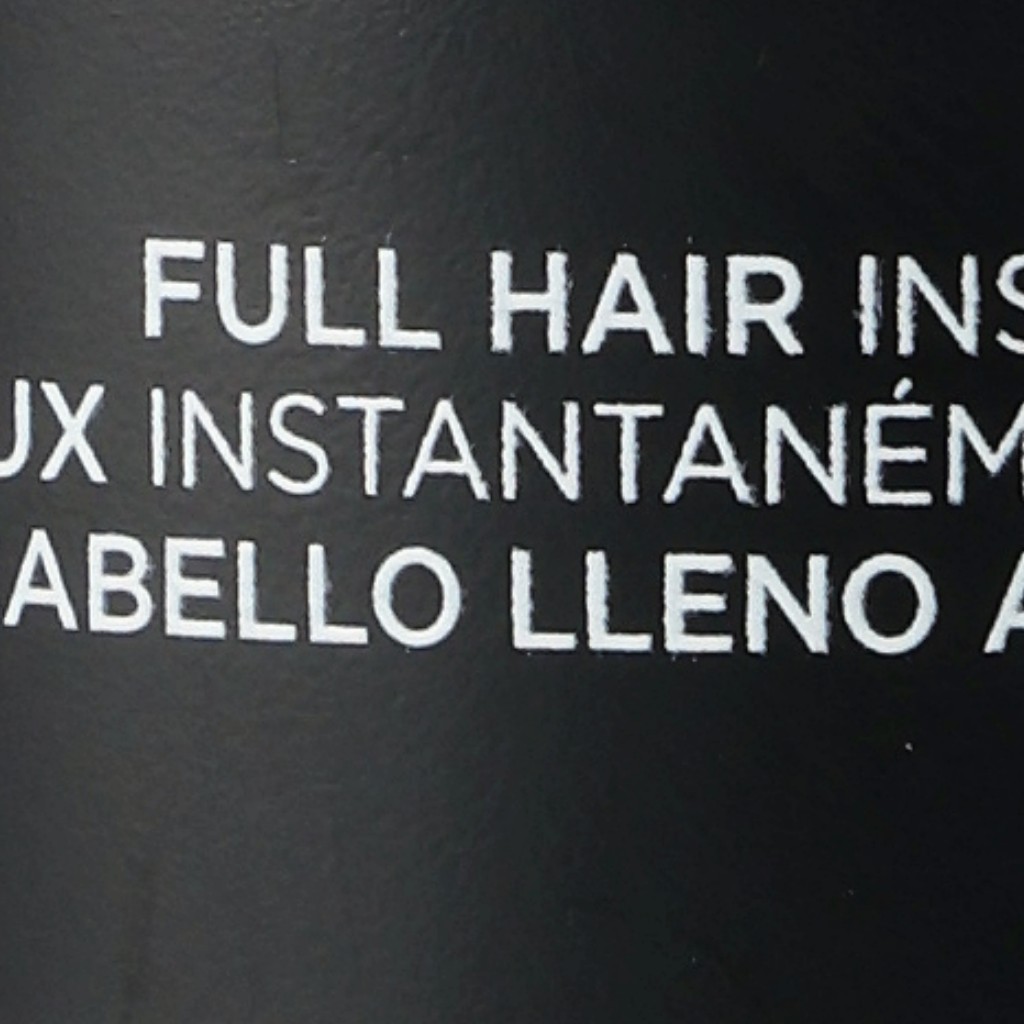 FULL HAIR INS
UX INSTANTANÉM
ABELLO LLENO A